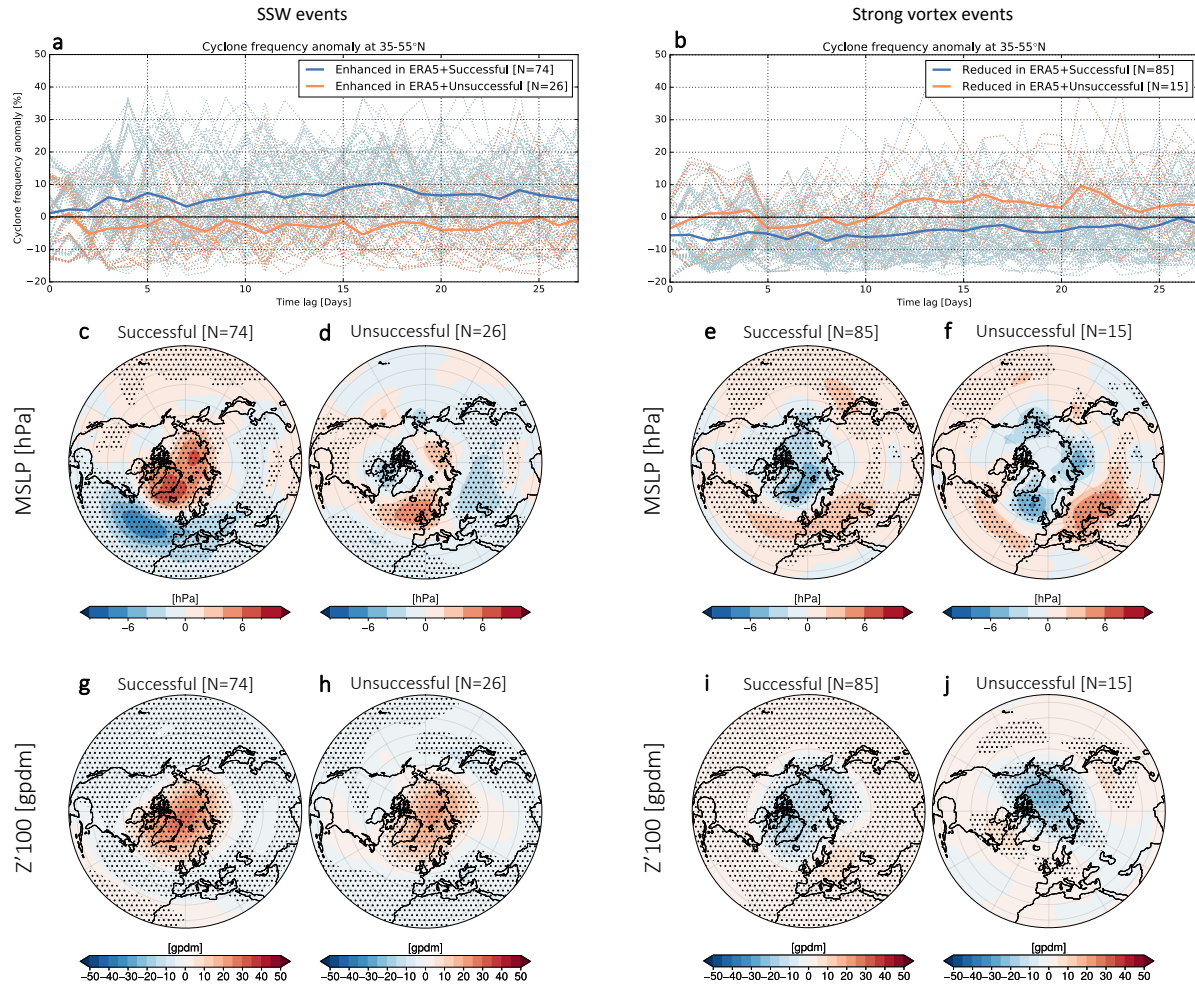 SSW events
Strong vortex events
a
Cyclone frequency anomaly at 35-55°N
Cyclone frequency anomaly [%]
50
40
30
20
10
0
−10
−20
Enhanced in ERA5+Successful [N=74]
Enhanced in ERA5+Unsuccessful [N=26]
0 5 10 15 20 25
Time lag [Days]
b
Cyclone frequency anomaly at 35-55°N
50
40
30
20
10
0
−10
−20
Reduced in ERA5+Successful [N=85]
Reduced in ERA5+Unsuccessful [N=15]
0 5 10 15 20 25
Time lag [Days]
MSLP [hPa]
c Successful [N=74]
[hPa]
−6 0 6
d Unsuccessful [N=26]
[hPa]
−6 0 6
MSLP [hPa]
e Successful [N=85]
[hPa]
−6 0 6
f Unsuccessful [N=15]
[hPa]
−6 0 6
Z'100 [gpdm]
g Successful [N=74]
[gpdm]
−50−40−30−20−10 0 10 20 30 40 50
h Unsuccessful [N=26]
[gpdm]
−50−40−30−20−10 0 10 20 30 40 50
Z'100 [gpdm]
i Successful [N=85]
[gpdm]
−50−40−30−20−10 0 10 20 30 40 50
j Unsuccessful [N=15]
[gpdm]
−50−40−30−20−10 0 10 20 30 40 50